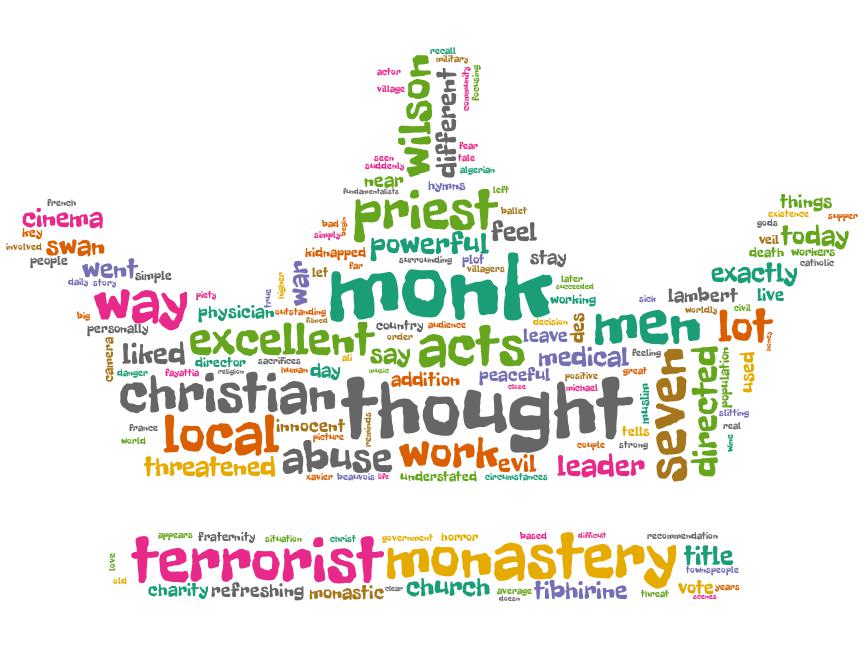 recall
military
actor
wilson
different
community
focusing
village
seen
suddenly
fear
tale
algerian
near
hymns
fundamentalists
left
french
cinema
key
involved
swan
people
went
simple
daily
story
priest
ballet
bad
simply
begin
powerful
feel
kidnapped
surrounding
plot
stay
let
far
villagers
war
higher
true
monk
later
succeeded
working
things
existence
supper
gods
veil
today
death
workers
catholic
exactly
sick
lambert
live
worldly
civil
way
piety
big
physician
outstanding
filmed
personally
country
audience
decision
des
men
lot
homes
excellent
order
say
acts
leave
medical
feeling
camera
liked
director
sacrifices
ali
danger
fayattia
religion
human
day
music
addition
peaceful
positive
great
close
michael
christian
thought
muslim
seven
directed
population
used
slitting
france
world
local
innocent
picture
reminds
tells
real
wine
couple
strong
threatened
abuse
work
evil
leader
xavier
beauvois
life
understated
circumstances
appears
fraternity
situation
christ
government
horror
based
difficult
recommendation
love
terrorist
monastery
title
townspeople
old
charity
refreshing
monastic
clear
church
average
doesn
tibhirine
threat
vote
years
scenes